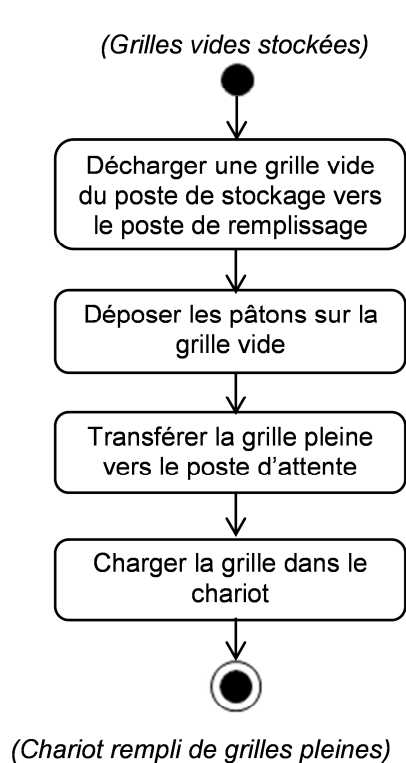 (Grilles vides stockées)
Décharger une grille vide
du poste de stockage vers
le poste de remplissage
Déposer les pâtons sur la
grille vide
Transférer la grille pleine
vers le poste d'attente
Charger la grille dans le
chariot
(Chariot rempli de grilles pleines)